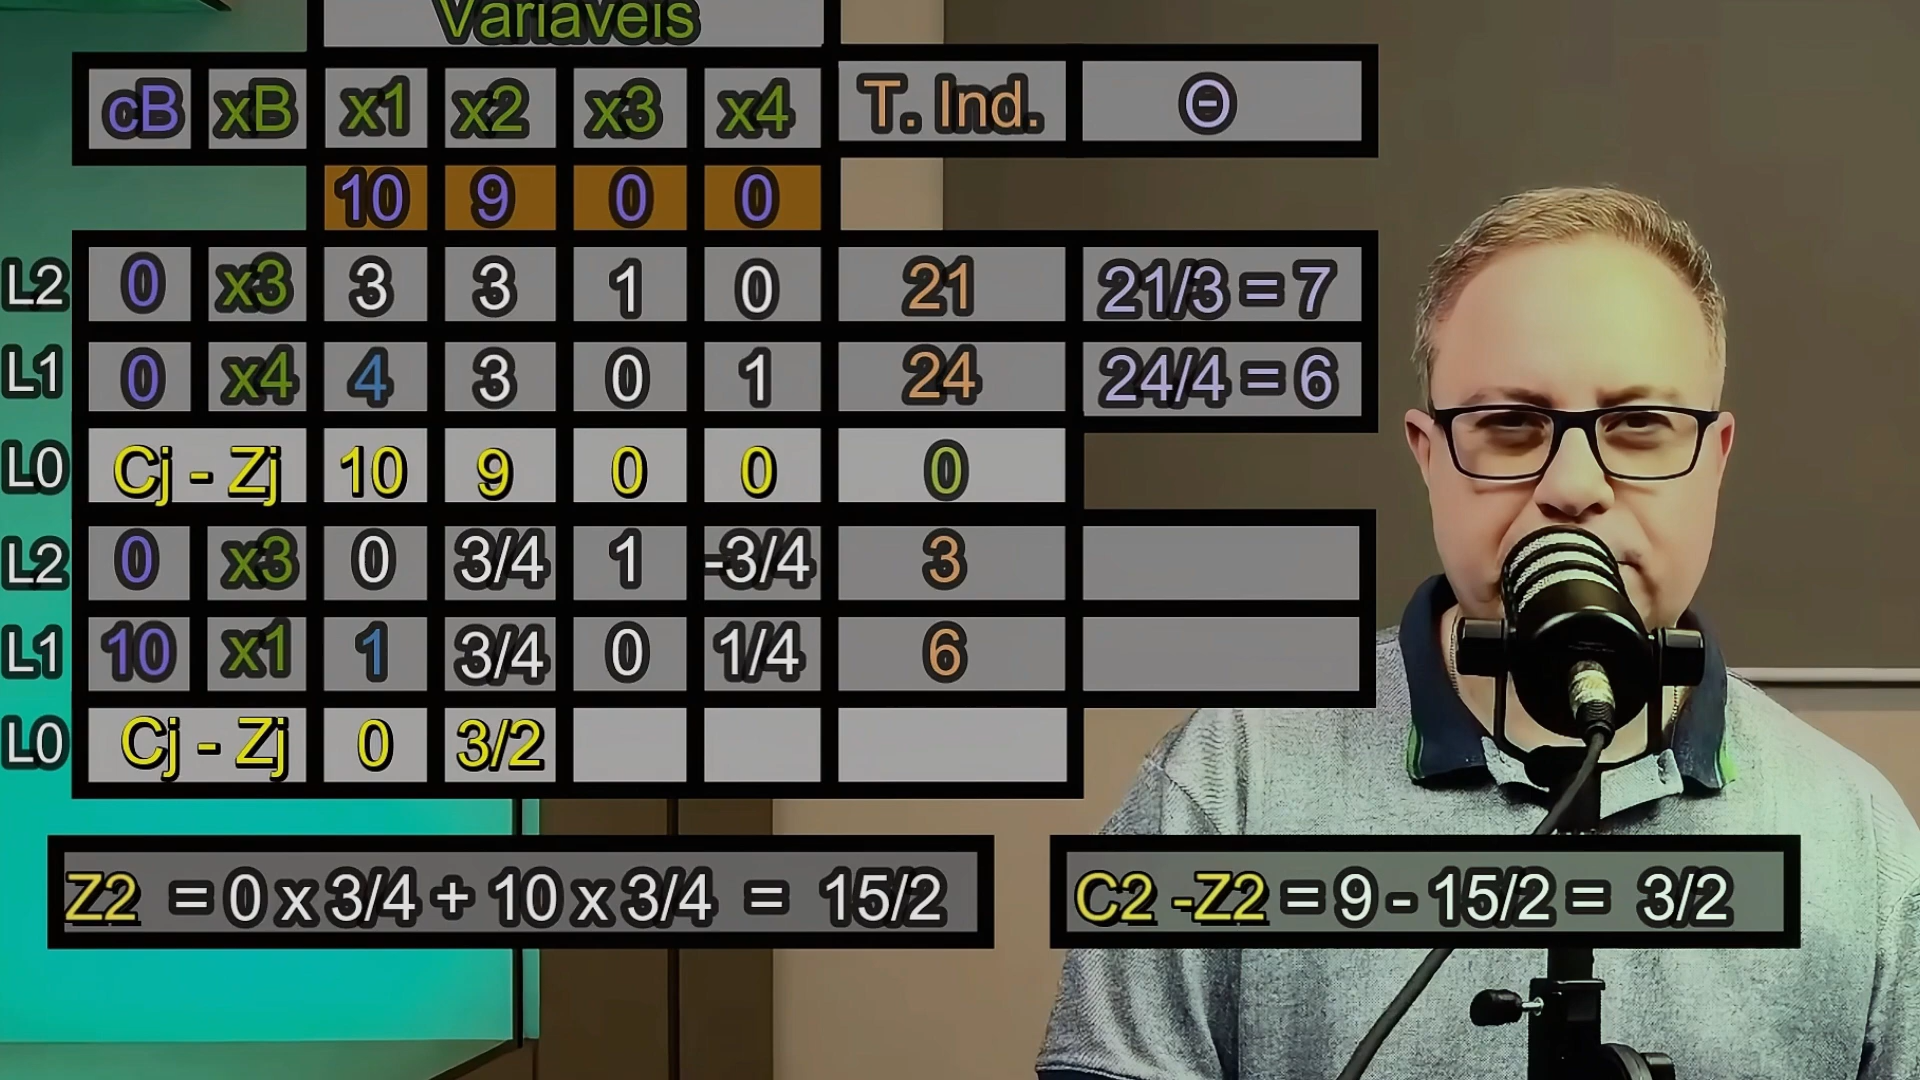 Variáveis
cB xB x1 x2 x3 x4 T. Ind. Θ
10 9 0 0
L2 0 x3 3 3 1 0 21 21/3 = 7
L1 0 x4 4 3 0 1 24 24/4 = 6
L0 Cj - Zj 10 9 0 0 0
L2 0 x3 0 3/4 1 -3/4 3
L1 10 x1 1 3/4 0 1/4 6
L0 Cj - Zj 0 3/2
Z2 = 0 x 3/4 + 10 x 3/4 = 15/2
C2 -Z2 = 9 - 15/2 = 3/2